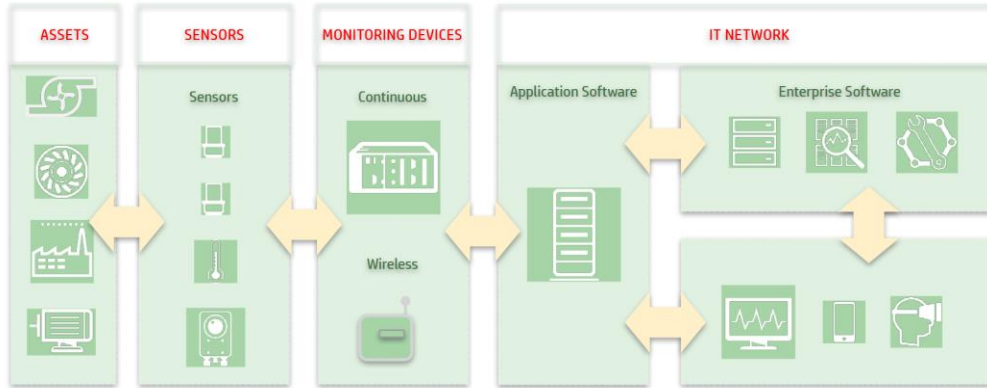 ASSETS
SENSORS
MONITORING DEVICES
IT NETWORK
Sensors
Continuous
Wireless
Application Software
Enterprise Software